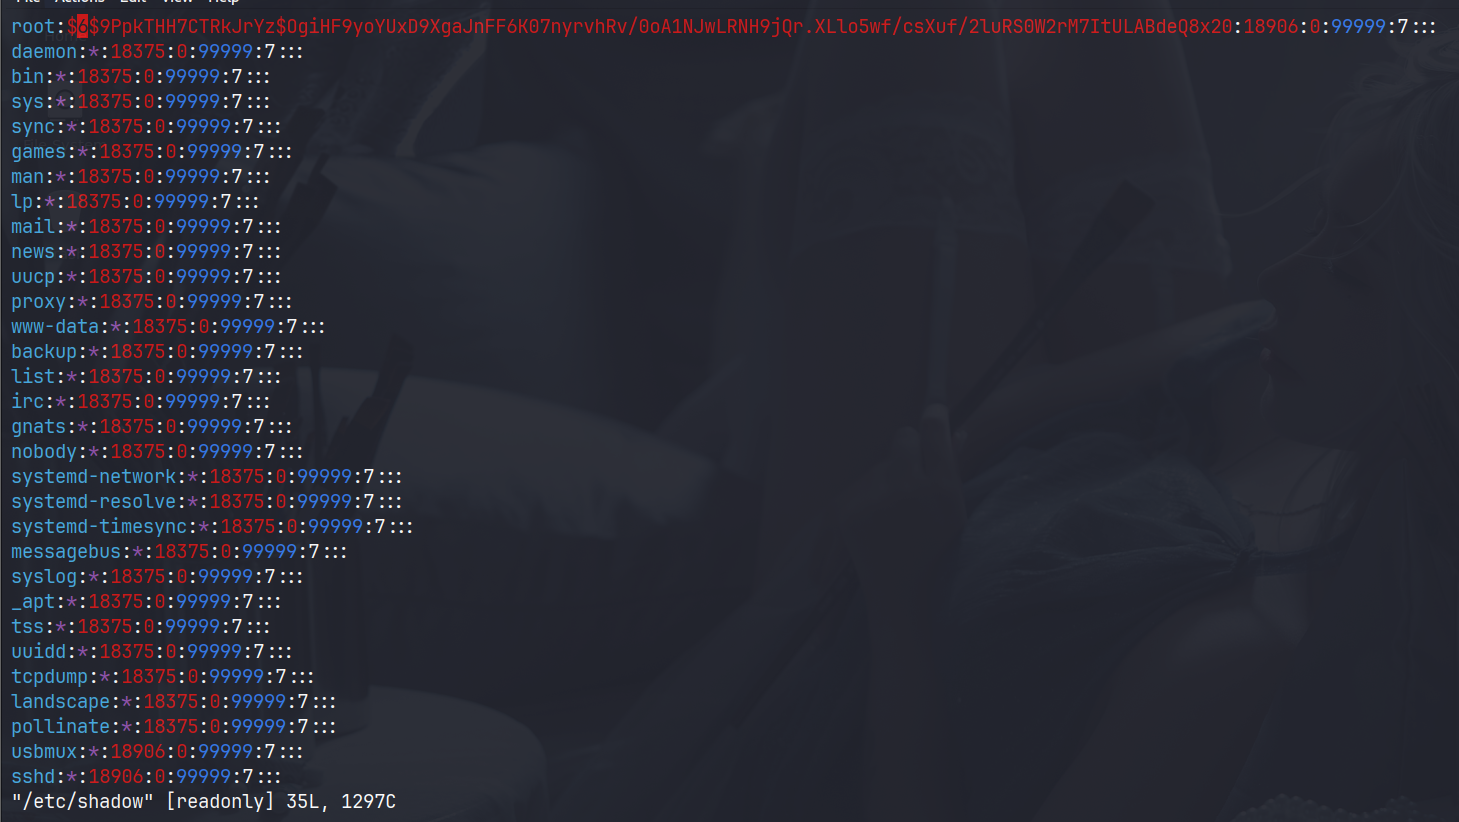 root:$6$9PpkTHH7CTRkJrYz$OgiHF9yoYUxD9XgaJnFF6K07nyrvhRv/0oA1NJwLRNH9jQr.XLlo5wf/csXuf/2luRS0W2rM7ItULABdeQ8x20:18906:0:99999:7:::
daemon:*:18375:0:99999:7:::
bin:*:18375:0:99999:7:::
sys:*:18375:0:99999:7:::
sync:*:18375:0:99999:7:::
games:*:18375:0:99999:7:::
man:*:18375:0:99999:7:::
lp:*:18375:0:99999:7:::
mail:*:18375:0:99999:7:::
news:*:18375:0:99999:7:::
uucp:*:18375:0:99999:7:::
proxy:*:18375:0:99999:7:::
www-data:*:18375:0:99999:7:::
backup:*:18375:0:99999:7:::
list:*:18375:0:99999:7:::
irc:*:18375:0:99999:7:::
gnats:*:18375:0:99999:7:::
nobody:*:18375:0:99999:7:::
systemd-network:*:18375:0:99999:7:::
systemd-resolve:*:18375:0:99999:7:::
systemd-timesync:*:18375:0:99999:7:::
messagebus:*:18375:0:99999:7:::
syslog:*:18375:0:99999:7:::
_apt:*:18375:0:99999:7:::
tss:*:18375:0:99999:7:::
uuidd:*:18375:0:99999:7:::
tcpdump:*:18375:0:99999:7:::
landscape:*:18375:0:99999:7:::
pollinate:*:18375:0:99999:7:::
usbmux:*:18906:0:99999:7:::
sshd:*:18906:0:99999:7:::
"/etc/shadow" [readonly] 35L, 1297C